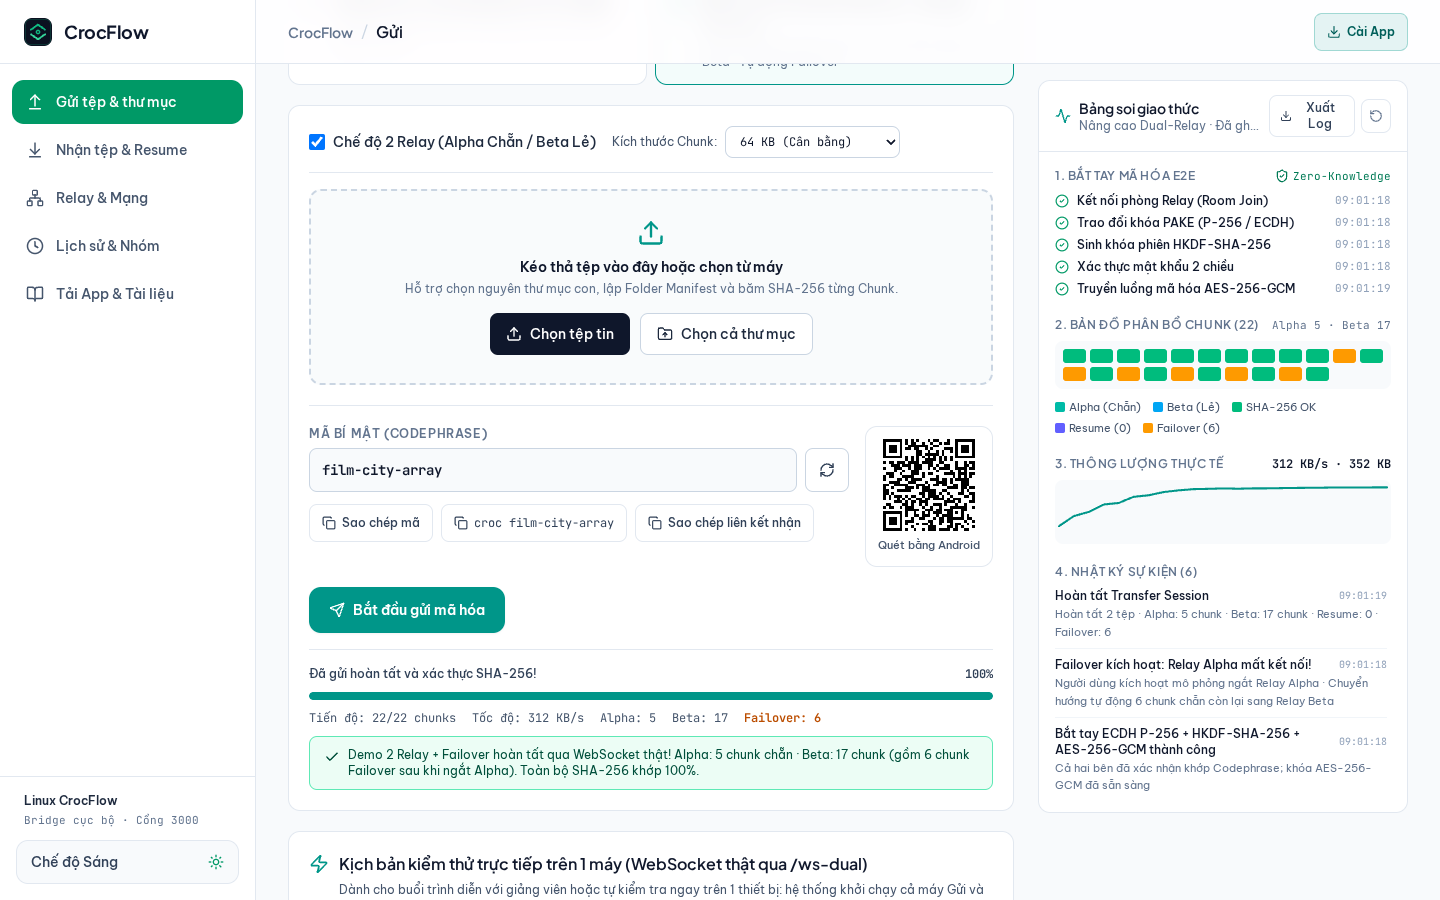 CrocFlow
CrocFlow / Gửi
Cài App
Gửi tệp & thư mục
Nhận tệp & Resume
Relay & Mạng
Lịch sử & Nhóm
Tải App & Tài liệu
Linux CrocFlow
Bridge cục bộ · Cổng 3000
Chế độ Sáng
Beta · Tự động Failover
Chế độ 2 Relay (Alpha Chẵn / Beta Lẻ)
Kích thước Chunk:
64 KB (Cân bằng)
Kéo thả tệp vào đây hoặc chọn từ máy
Hỗ trợ chọn nguyên thư mục con, lập Folder Manifest và băm SHA-256 từng Chunk.
Chọn tệp tin
Chọn cả thư mục
MÃ BÍ MẬT (CODEPHRASE)
film-city-array
Sao chép mã
croc film-city-array
Sao chép liên kết nhận
Quét bằng Android
Bắt đầu gửi mã hóa
Đã gửi hoàn tất và xác thực SHA-256!
100%
Tiến độ: 22/22 chunks Tốc độ: 312 KB/s Alpha: 5 Beta: 17 Failover: 6
Demo 2 Relay + Failover hoàn tất qua WebSocket thật! Alpha: 5 chunk chẵn · Beta: 17 chunk (gồm 6 chunk
Failover sau khi ngắt Alpha). Toàn bộ SHA-256 khớp 100%.
Kịch bản kiểm thử trực tiếp trên 1 máy (WebSocket thật qua /ws-dual)
Dành cho buổi trình diễn với giảng viên hoặc tự kiểm tra ngay trên 1 thiết bị: hệ thống khởi chạy cả máy Gửi và
Bảng soi giao thức
Nâng cao Dual-Relay · Đã gh...
Xuất
Log
1. BẮT TAY MÃ HÓA E2E
Zero-Knowledge
Kết nối phòng Relay (Room Join) 09:01:18
Trao đổi khóa PAKE (P-256 / ECDH) 09:01:18
Sinh khóa phiên HKDF-SHA-256 09:01:18
Xác thực mật khẩu 2 chiều 09:01:18
Truyền luồng mã hóa AES-256-GCM 09:01:19
2. BẢN ĐỒ PHÂN BỔ CHUNK (22) Alpha 5 · Beta 17
Alpha (Chẵn) Beta (Lẻ) SHA-256 OK
Resume (0) Failover (6)
3. THÔNG LƯỢNG THỰC TẾ 312 KB/s · 352 KB
4. NHẬT KÝ SỰ KIỆN (6)
Hoàn tất Transfer Session 09:01:19
Hoàn tất 2 tệp · Alpha: 5 chunk · Beta: 17 chunk · Resume: 0 ·
Failover: 6
Failover kích hoạt: Relay Alpha mất kết nối! 09:01:18
Người dùng kích hoạt mô phỏng ngắt Relay Alpha · Chuyển
hướng tự động 6 chunk chẵn còn lại sang Relay Beta
Bắt tay ECDH P-256 + HKDF-SHA-256 +
AES-256-GCM thành công 09:01:18
Cả hai bên đã xác nhận khớp Codephrase; khóa AES-256-
GCM đã sẵn sàng